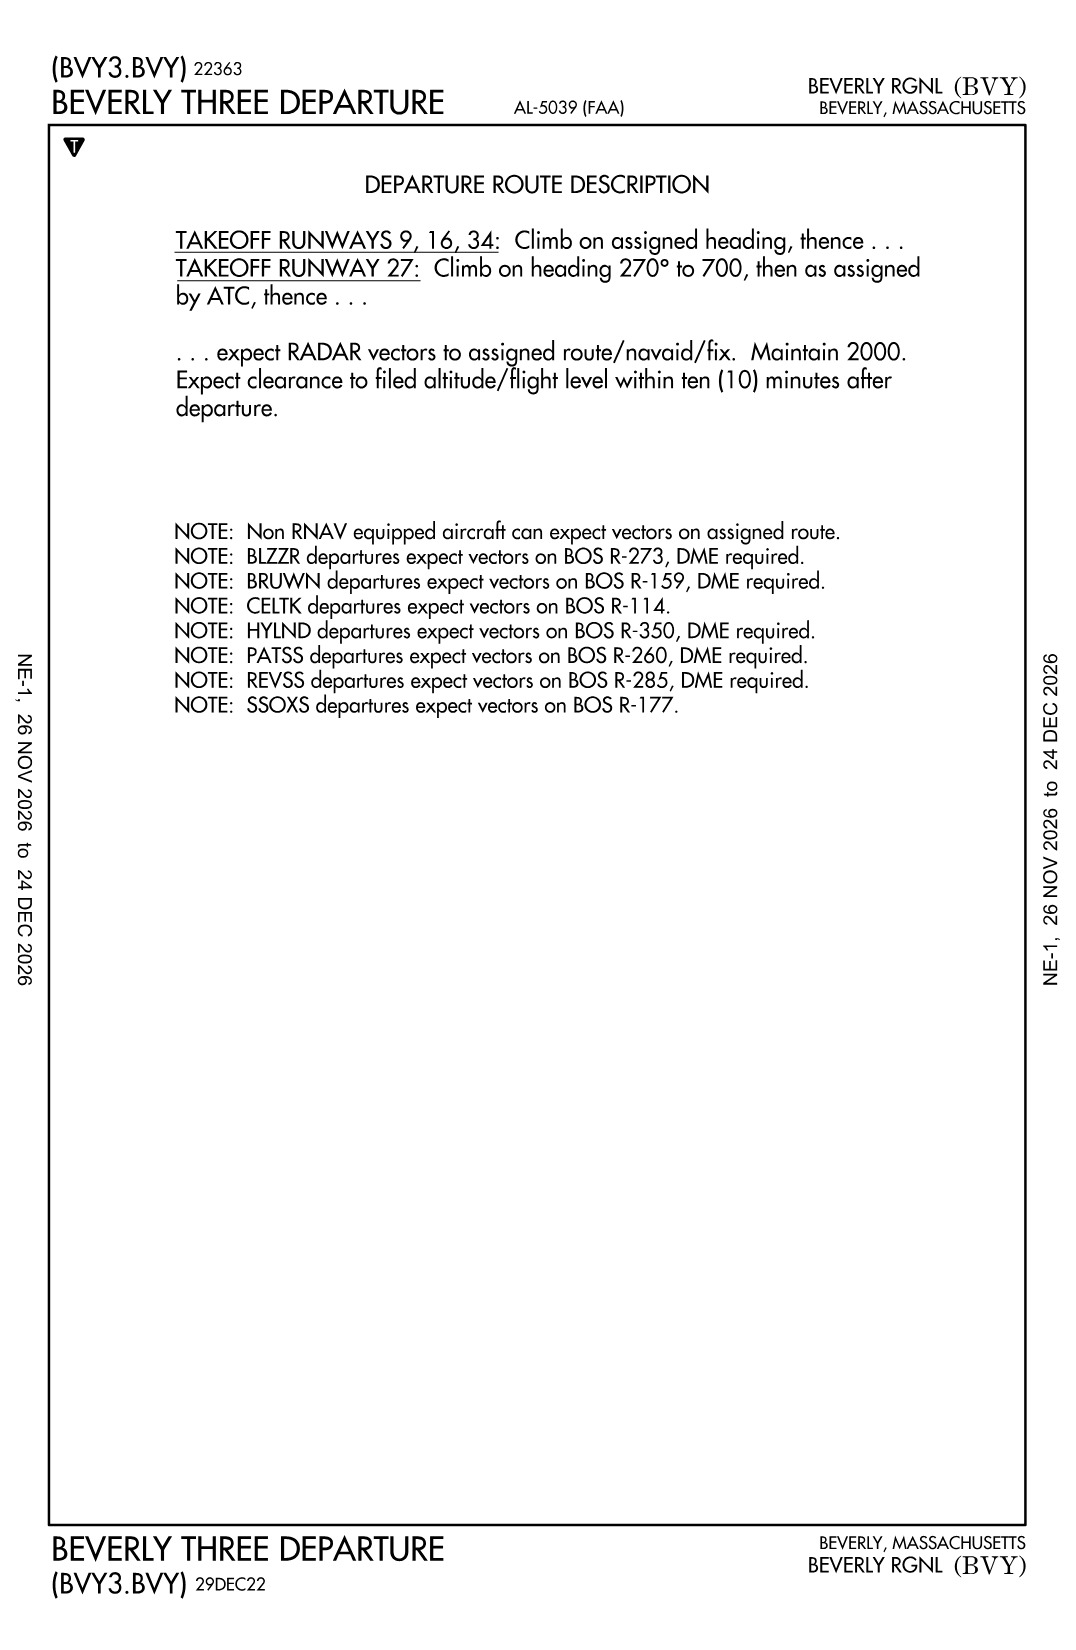 (BVY3.BVY) 22363
BEVERLY THREE DEPARTURE
AL-5039 (FAA)
BEVERLY RGNL (BVY)
BEVERLY, MASSACHUSETTS
T
DEPARTURE ROUTE DESCRIPTION
TAKEOFF RUNWAYS 9, 16, 34: Climb on assigned heading, thence . . .
TAKEOFF RUNWAY 27: Climb on heading 270° to 700, then as assigned
by ATC, thence . . .
. . . expect RADAR vectors to assigned route/navaid/fix. Maintain 2000.
Expect clearance to filed altitude/flight level within ten (10) minutes after
departure.
NOTE: Non RNAV equipped aircraft can expect vectors on assigned route.
NOTE: BLZZR departures expect vectors on BOS R-273, DME required.
NOTE: BRUWN departures expect vectors on BOS R-159, DME required.
NOTE: CELTK departures expect vectors on BOS R-114.
NOTE: HYLND departures expect vectors on BOS R-350, DME required.
NOTE: PATSS departures expect vectors on BOS R-260, DME required.
NOTE: REVSS departures expect vectors on BOS R-285, DME required.
NOTE: SSOXS departures expect vectors on BOS R-177.
NE-1, 26 NOV 2026 to 24 DEC 2026
NE-1, 26 NOV 2026 to 24 DEC 2026
BEVERLY THREE DEPARTURE
(BVY3.BVY) 29DEC22
BEVERLY, MASSACHUSETTS
BEVERLY RGNL (BVY)